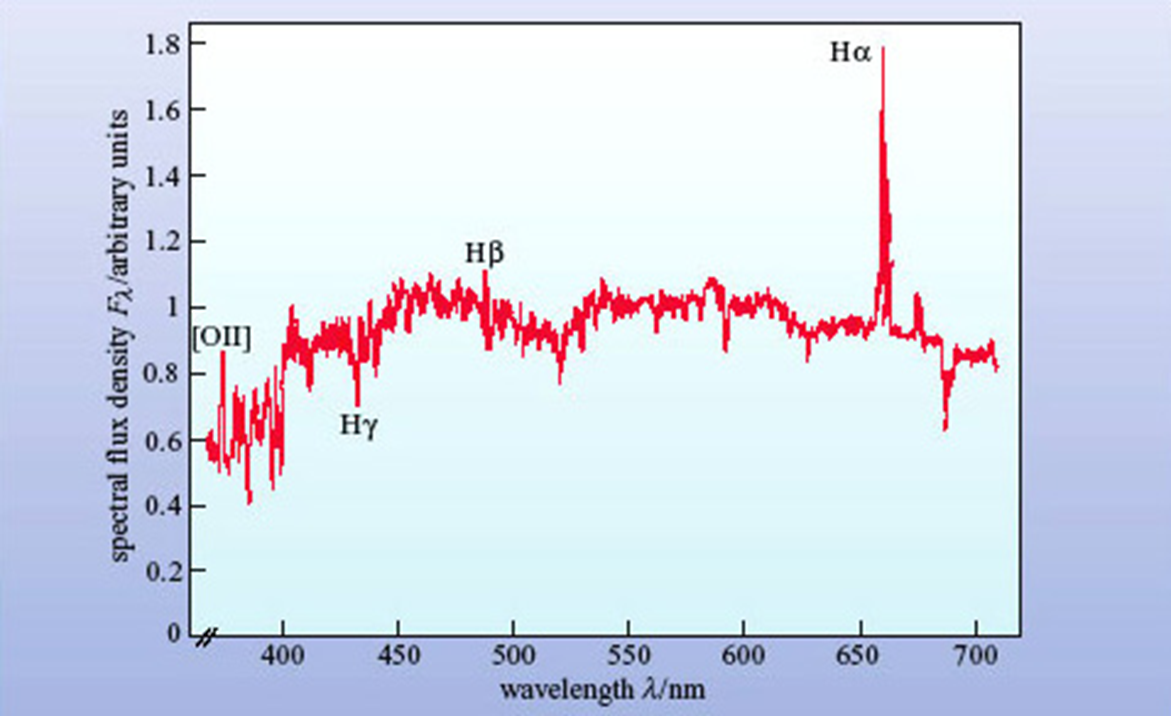 1.8
1.6
1.4
1.2
1
0.8
0.6
0.4
0.2
0
spectral flux density Fλ/arbitrary units
[OII]
Hγ
Hβ
Hα
400 450 500 550 600 650 700
wavelength λ/nm